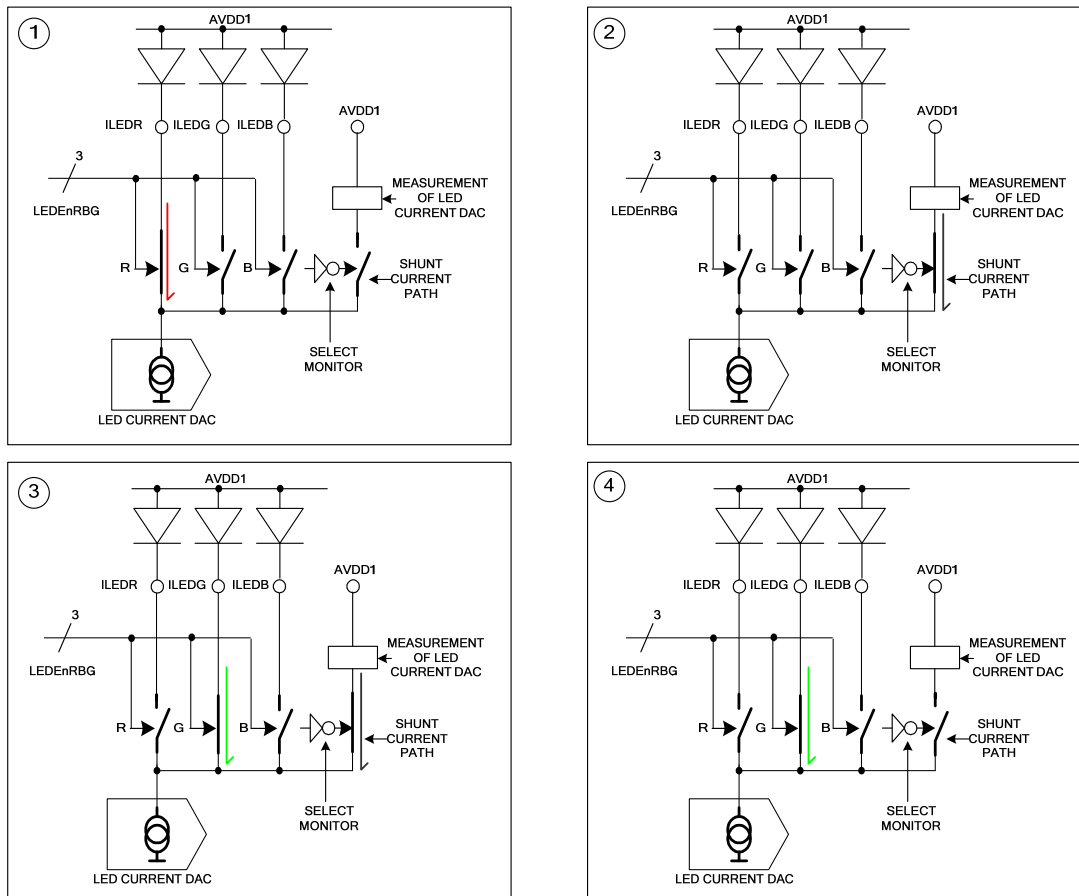 1
AVDD1
ILEDR
ILEDG
ILEDB
AVDD1
3
LEDEnRBG
MEASUREMENT
OF LED
CURRENT DAC
R
G
B
SHUNT
CURRENT
PATH
SELECT
MONITOR
LED CURRENT DAC
2
AVDD1
ILEDR
ILEDG
ILEDB
AVDD1
3
LEDEnRBG
MEASUREMENT
OF LED
CURRENT DAC
R
G
B
SHUNT
CURRENT
PATH
SELECT
MONITOR
LED CURRENT DAC
3
AVDD1
ILEDR
ILEDG
ILEDB
AVDD1
3
LEDEnRBG
MEASUREMENT
OF LED
CURRENT DAC
R
G
B
SHUNT
CURRENT
PATH
SELECT
MONITOR
LED CURRENT DAC
4
AVDD1
ILEDR
ILEDG
ILEDB
AVDD1
3
LEDEnRBG
MEASUREMENT
OF LED
CURRENT DAC
R
G
B
SHUNT
CURRENT
PATH
SELECT
MONITOR
LED CURRENT DAC